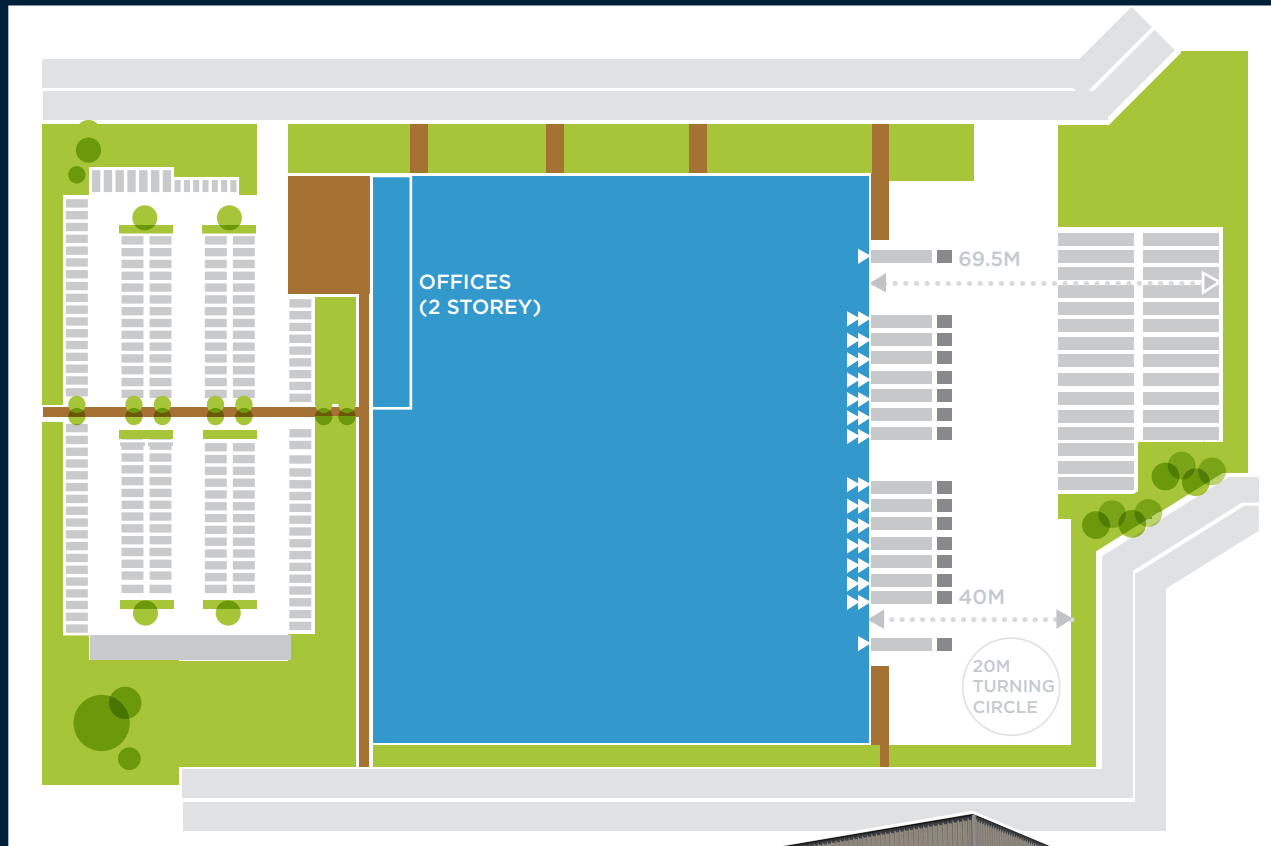 OFFICES
(2 STOREY)
69.5M
40M
20M
TURNING
CIRCLE